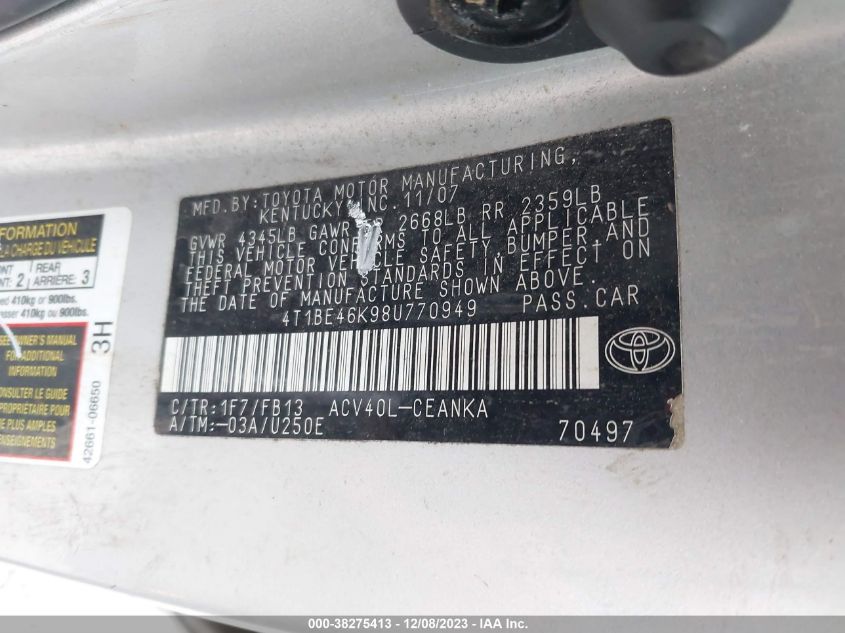 MFD. BY: TOYOTA MOTOR MANUFACTURING,
KENTUCKY, INC. 11/07
GVWR 4345LB GAWR 2668LB RR 2359LB
THIS VEHICLE CONFORMS TO ALL APPLICABLE
FEDERAL MOTOR VEHICLE SAFETY, BUMPER, AND
THEFT PREVENTION STANDARDS IN EFFECT ON
THE DATE OF MANUFACTURE SHOWN ABOVE.
4T1BE46K98U770949 PASS.CAR
C/TR:1F7/FB13 ACV40L-CEANKA
A/TM:-03A/U250E
70497
FORMATION
LA CHARGE DU VÉHICULE
REAR
2 ARRIÈRE: 3
410kg or 900lbs.
410kg ou 900lbs.
SEE OWNER'S MANUAL
FOR ADDITIONAL
INFORMATION
CONSULTER LE GUIDE
PROPRIÉTAIRE POUR
PLUS AMPLES
RENSEIGNEMENTS
3H
42661-06650
000-38275413 - 12/08/2023 - IAA Inc.